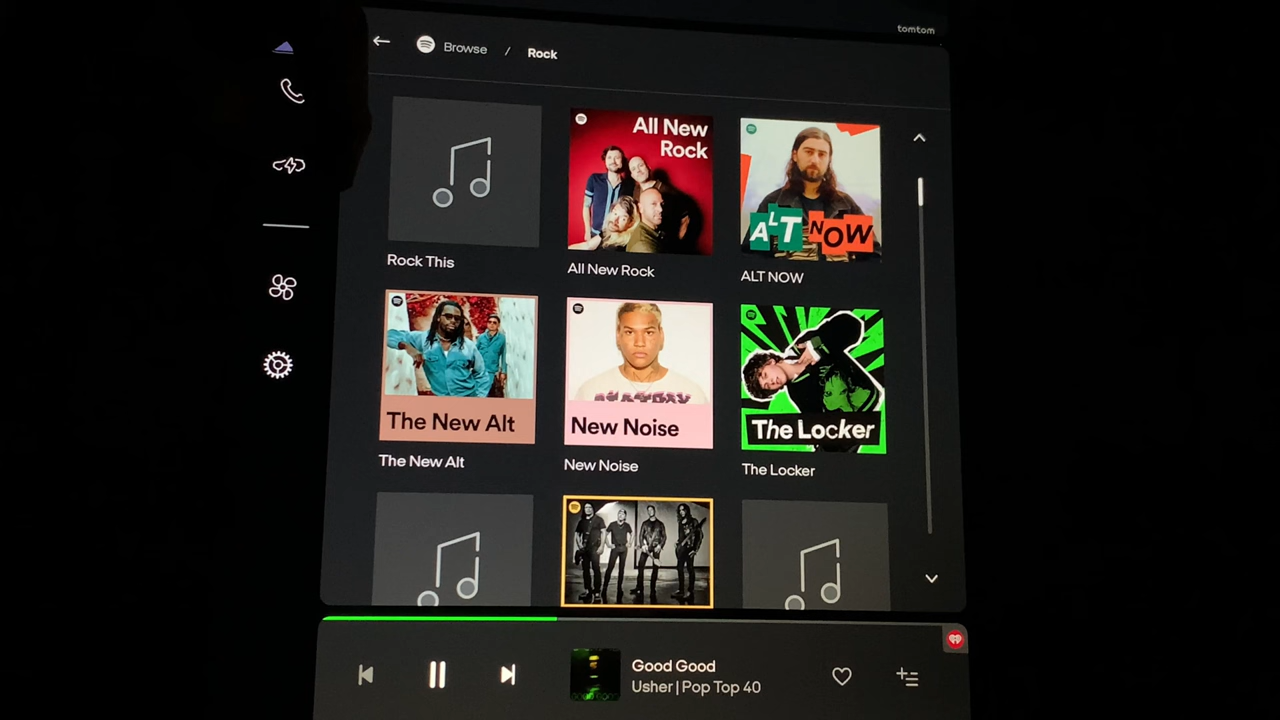 tomtom
Browse / Rock
All New
Rock
ALT NOW
Rock This
All New Rock
ALT NOW
The New Alt
New Noise
The Locker
The New Alt
New Noise
The Locker
Good Good
Usher | Pop Top 40